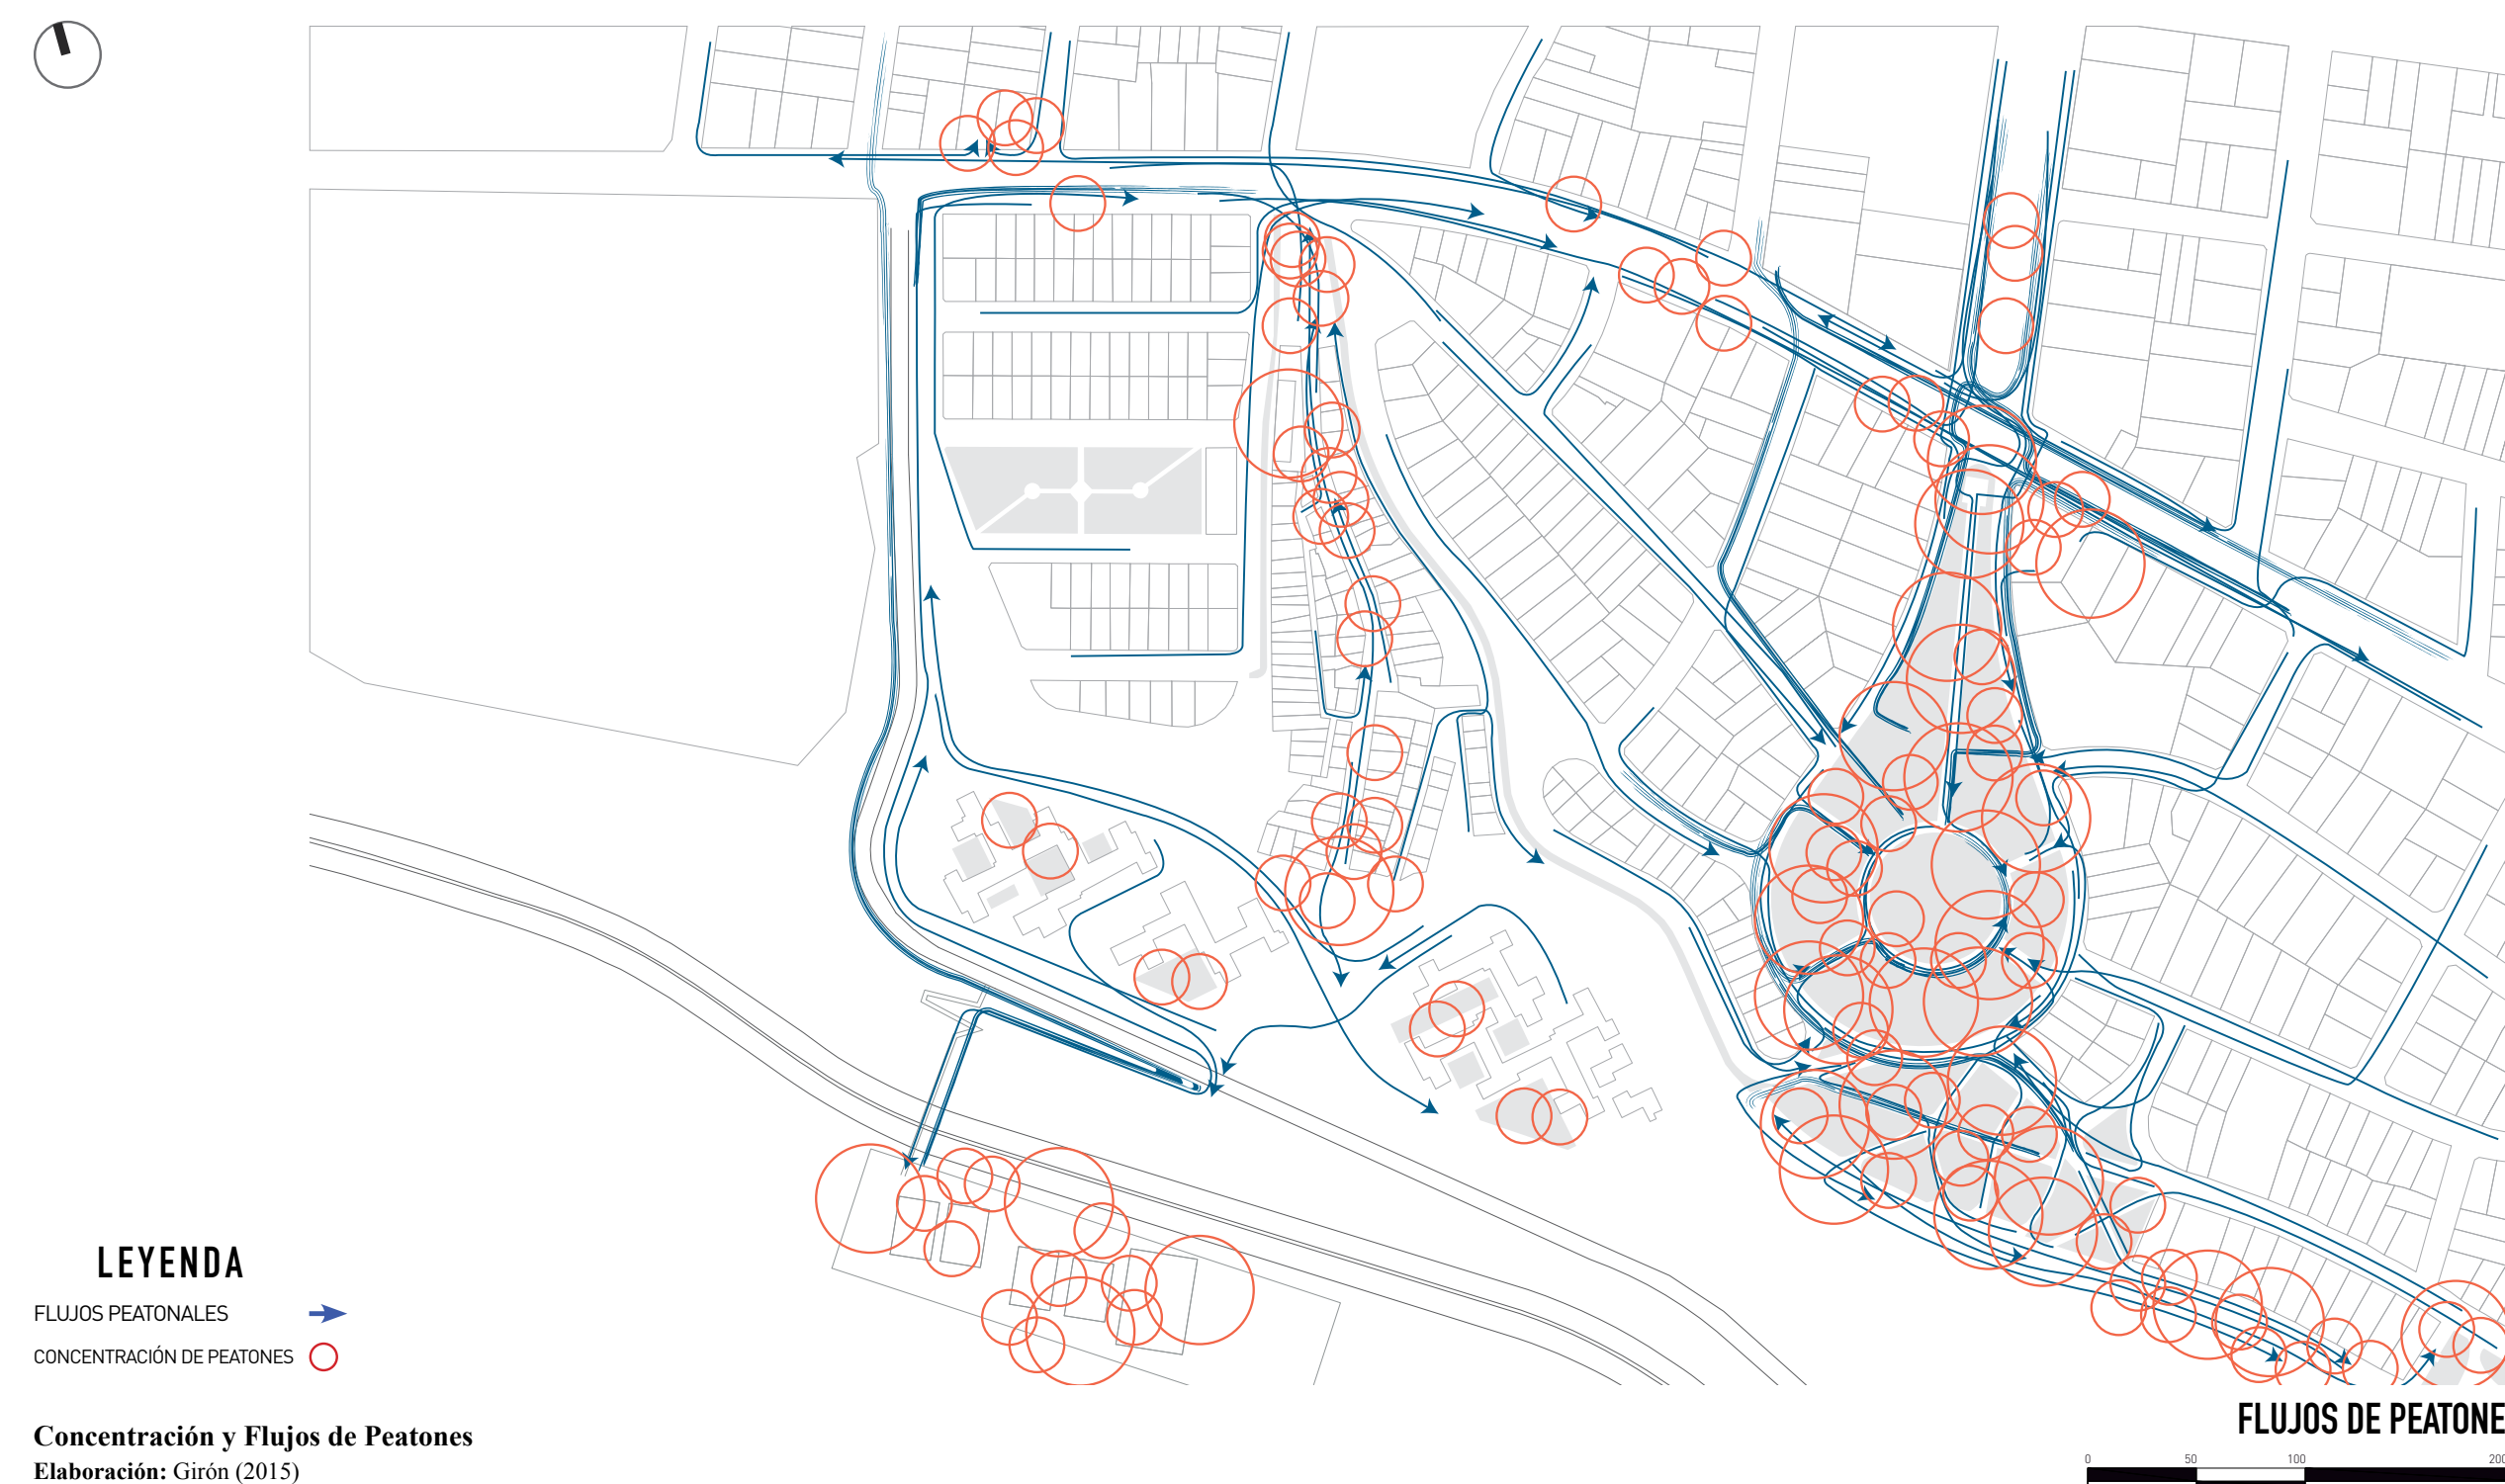 LEYENDA
FLUJOS PEATONALES
CONCENTRACIÓN DE PEATONES
Concentración y Flujos de Peatones
Elaboración: Girón (2015)
FLUJOS DE PEATONE
0 50 100 200